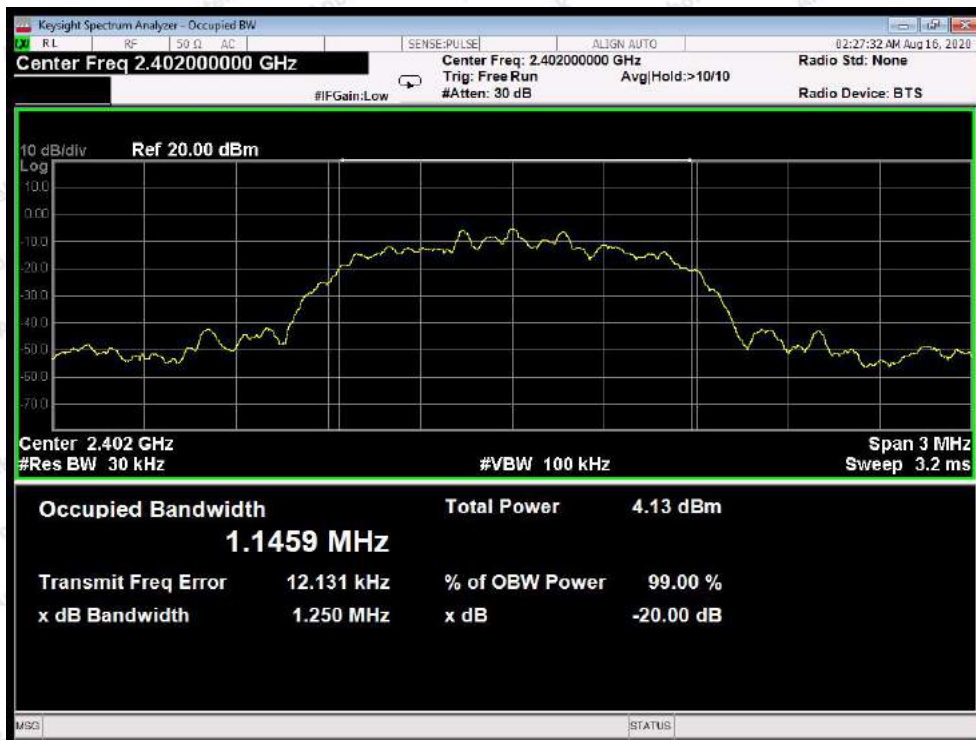 Keysight Spectrum Analyzer - Occupied BW
RL RF 50 Ω AC SENSE:PULSE ALIGN AUTO 02:27:32 AM Aug 16, 2020
Center Freq 2.402000000 GHz Center Freq: 2.402000000 GHz Radio Std: None
Trig: Free Run Avg|Hold:>10/10
#IFGain:Low #Atten: 30 dB Radio Device: BTS
10 dB/div Ref 20.00 dBm
Log
10.0
0.00
-10.0
-20.0
-30.0
-40.0
-50.0
-60.0
-70.0
Center 2.402 GHz Span 3 MHz
#Res BW 30 kHz #VBW 100 kHz Sweep 3.2 ms
Occupied Bandwidth Total Power 4.13 dBm
1.1459 MHz
Transmit Freq Error 12.131 kHz % of OBW Power 99.00 %
x dB Bandwidth 1.250 MHz x dB -20.00 dB
MSG STATUS